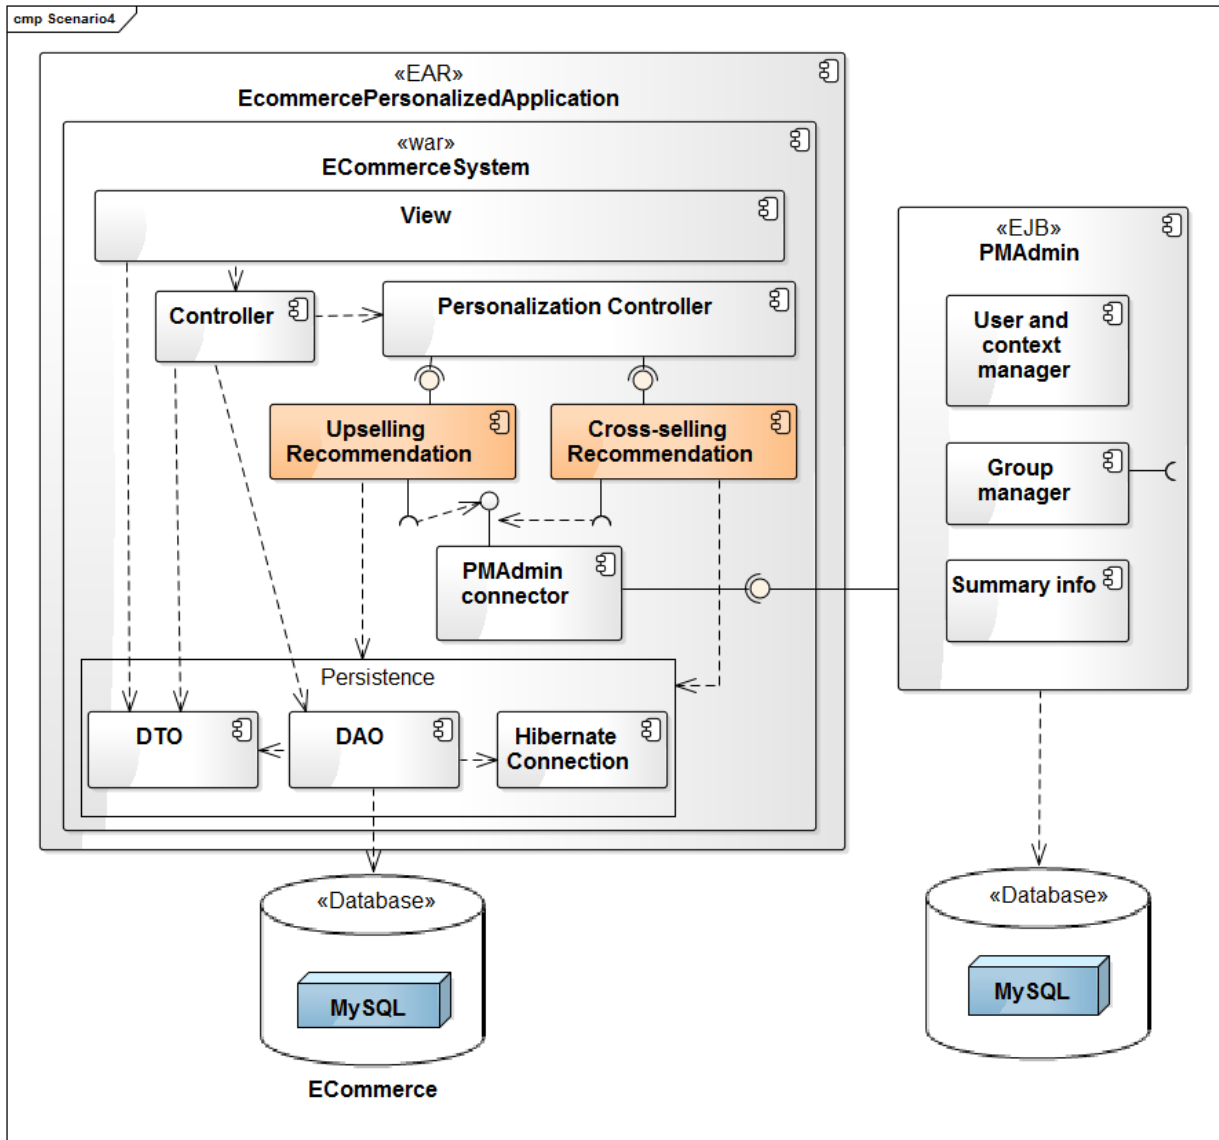 cmp Scenario4
«EAR»
EcommercePersonalizedApplication
«war»
ECommerceSystem
View
Controller
Personalization Controller
Upselling
Recommendation
Cross-selling
Recommendation
PMAdmin
connector
Persistence
DTO
DAO
Hibernate
Connection
«Database»
MySQL
ECommerce
«EJB»
PMAdmin
User and
context
manager
Group
manager
Summary info
«Database»
MySQL